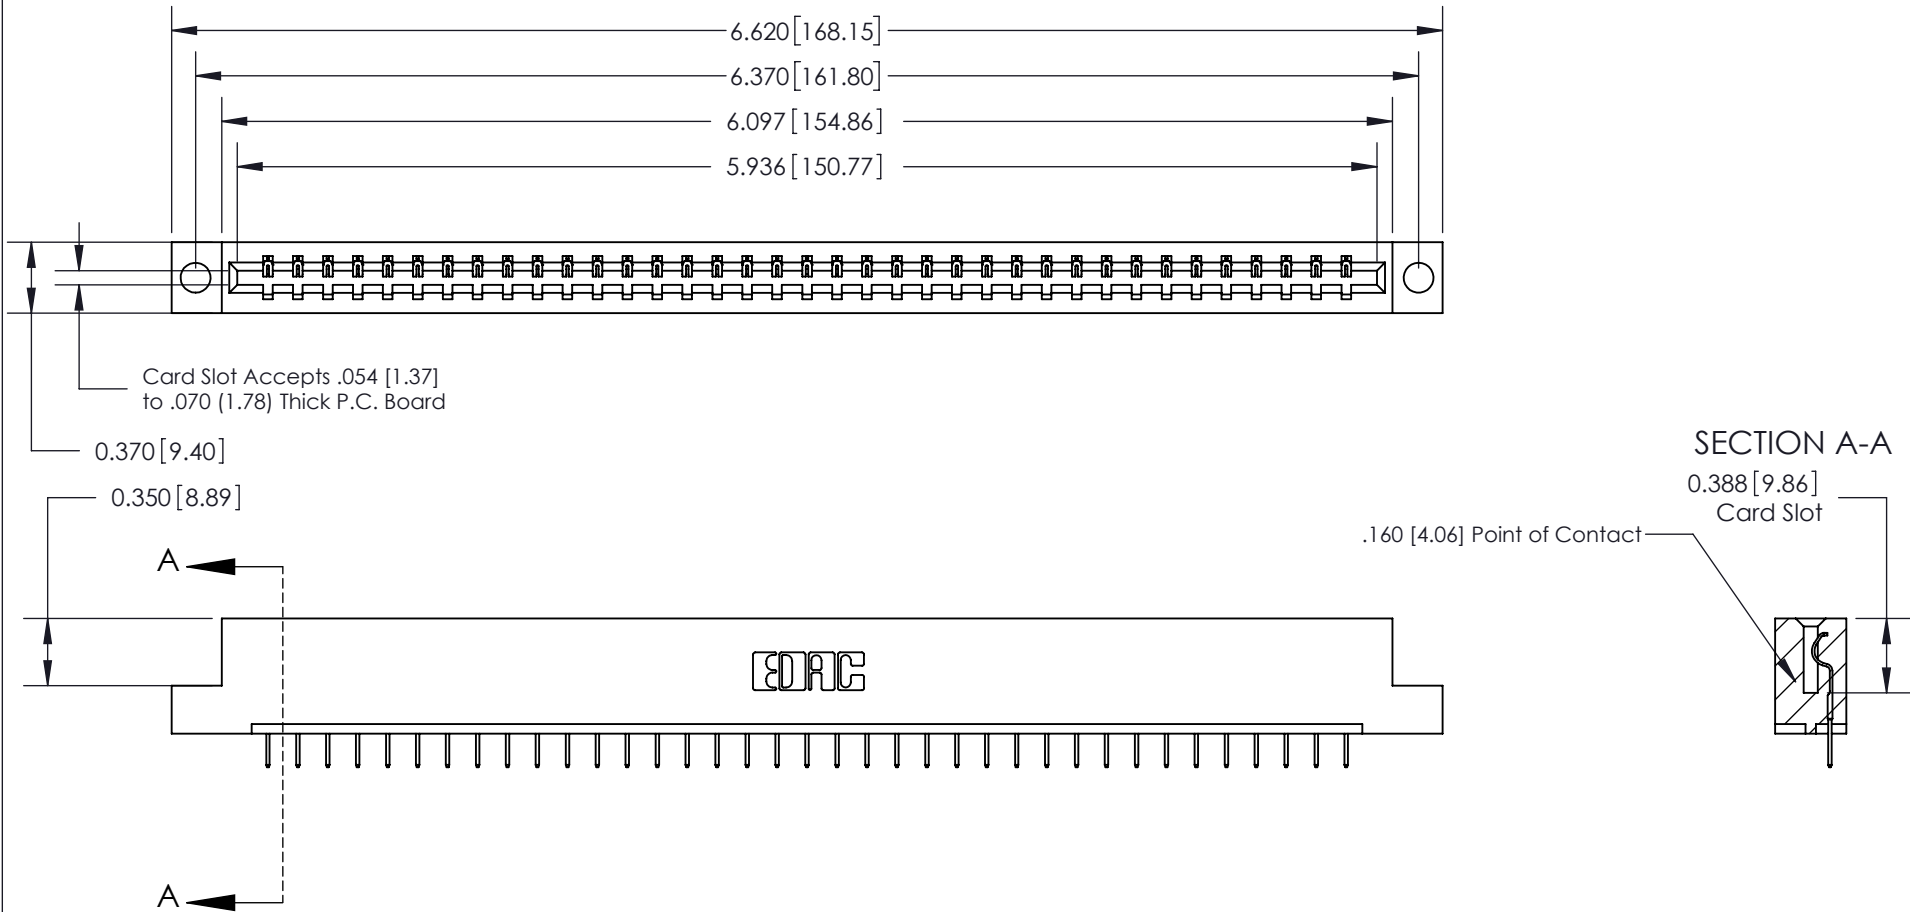 6.620[168.15]
6.370[161.80]
6.097[154.86]
5.936[150.77]
Card Slot Accepts .054 [1.37]
to .070 (1.78) Thick P.C. Board
0.370[9.40]
0.350[8.89]
SECTION A-A
0.388[9.86]
Card Slot
.160 [4.06] Point of Contact
A
EDAC
A